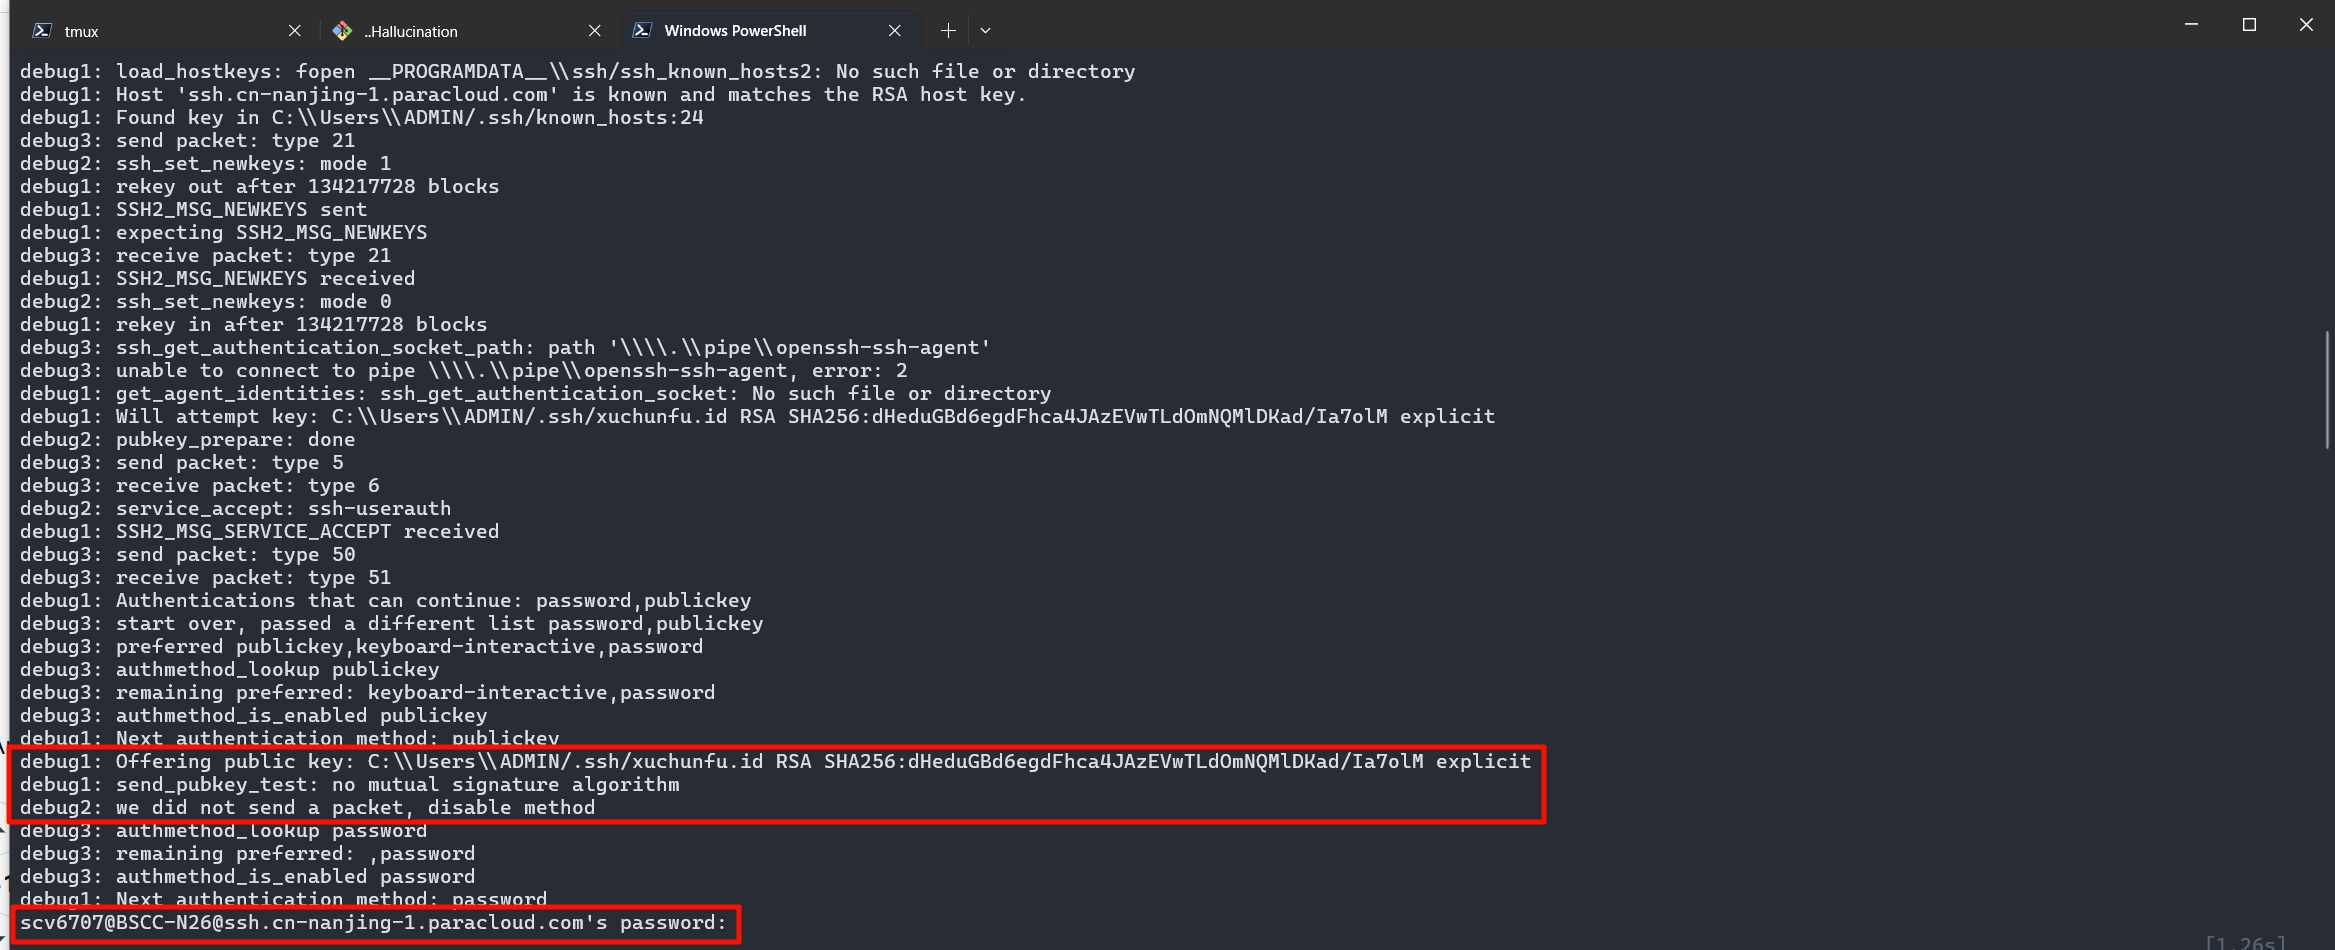 tmux
..Hallucination
Windows PowerShell
debug1: load_hostkeys: fopen __PROGRAMDATA__\\ssh/ssh_known_hosts2: No such file or directory
debug1: Host 'ssh.cn-nanjing-1.paracloud.com' is known and matches the RSA host key.
debug1: Found key in C:\\Users\\ADMIN/.ssh/known_hosts:24
debug3: send packet: type 21
debug2: ssh_set_newkeys: mode 1
debug1: rekey out after 134217728 blocks
debug1: SSH2_MSG_NEWKEYS sent
debug1: expecting SSH2_MSG_NEWKEYS
debug3: receive packet: type 21
debug1: SSH2_MSG_NEWKEYS received
debug2: ssh_set_newkeys: mode 0
debug1: rekey in after 134217728 blocks
debug3: ssh_get_authentication_socket_path: path '\\\\.\\pipe\\openssh-ssh-agent'
debug3: unable to connect to pipe \\\\.\\pipe\\openssh-ssh-agent, error: 2
debug1: get_agent_identities: ssh_get_authentication_socket: No such file or directory
debug1: Will attempt key: C:\\Users\\ADMIN/.ssh/xuchunfu.id RSA SHA256:dHeduGBd6egdFhca4JAzEVwTLdOmNQMlDKad/Ia7olM explicit
debug2: pubkey_prepare: done
debug3: send packet: type 5
debug3: receive packet: type 6
debug2: service_accept: ssh-userauth
debug1: SSH2_MSG_SERVICE_ACCEPT received
debug3: send packet: type 50
debug3: receive packet: type 51
debug1: Authentications that can continue: password,publickey
debug3: start over, passed a different list password,publickey
debug3: preferred publickey,keyboard-interactive,password
debug3: authmethod_lookup publickey
debug3: remaining preferred: keyboard-interactive,password
debug3: authmethod_is_enabled publickey
debug1: Next authentication method: publickey
debug1: Offering public key: C:\\Users\\ADMIN/.ssh/xuchunfu.id RSA SHA256:dHeduGBd6egdFhca4JAzEVwTLdOmNQMlDKad/Ia7olM explicit
debug1: send_pubkey_test: no mutual signature algorithm
debug2: we did not send a packet, disable method
debug3: authmethod_lookup password
debug3: remaining preferred: ,password
debug3: authmethod_is_enabled password
debug1: Next authentication method: password
scv6707@BSCC-N26@ssh.cn-nanjing-1.paracloud.com's password:
[1.26s]